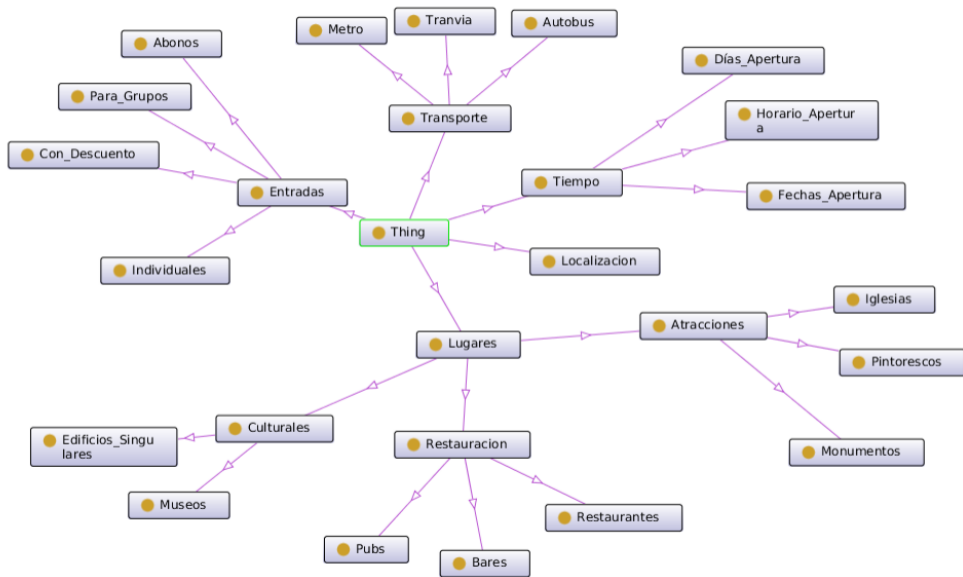 Metro
Tranvia
Autobus
Abonos
Días_Apertura
Para_Grupos
Horario_Apertur
a
Transporte
Con_Descuento
Tiempo
Entradas
Fechas_Apertura
Thing
Localizacion
Individuales
Iglesias
Atracciones
Lugares
Pintorescos
Culturales
Edificios_Singu
lares
Restauracion
Monumentos
Museos
Restaurantes
Pubs
Bares